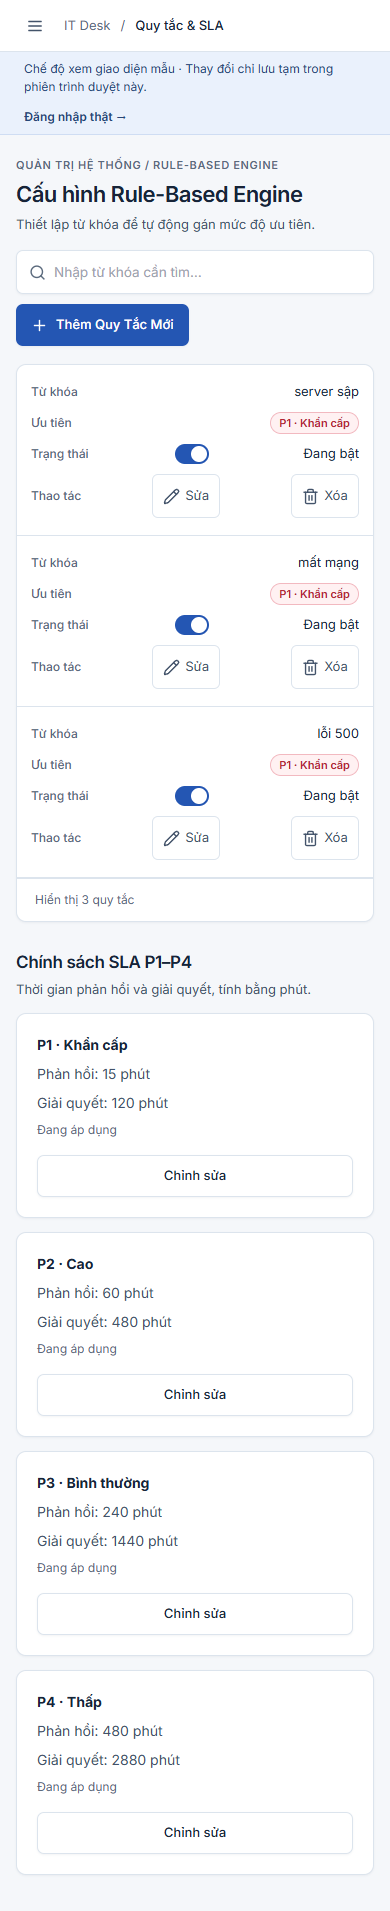 IT Desk / Quy tắc & SLA
Chế độ xem giao diện mẫu · Thay đổi chỉ lưu tạm trong
phiên trình duyệt này.
Đăng nhập thật →
QUẢN TRỊ HỆ THỐNG / RULE-BASED ENGINE
Cấu hình Rule-Based Engine
Thiết lập từ khóa để tự động gán mức độ ưu tiên.
Nhập từ khóa cần tìm...
Thêm Quy Tắc Mới
Từ khóa server sập
Ưu tiên P1 · Khẩn cấp
Trạng thái Đang bật
Thao tác Sửa Xóa
Từ khóa mất mạng
Ưu tiên P1 · Khẩn cấp
Trạng thái Đang bật
Thao tác Sửa Xóa
Từ khóa lỗi 500
Ưu tiên P1 · Khẩn cấp
Trạng thái Đang bật
Thao tác Sửa Xóa
Hiển thị 3 quy tắc
Chính sách SLA P1–P4
Thời gian phản hồi và giải quyết, tính bằng phút.
P1 · Khẩn cấp
Phản hồi: 15 phút
Giải quyết: 120 phút
Đang áp dụng
Chỉnh sửa
P2 · Cao
Phản hồi: 60 phút
Giải quyết: 480 phút
Đang áp dụng
Chỉnh sửa
P3 · Bình thường
Phản hồi: 240 phút
Giải quyết: 1440 phút
Đang áp dụng
Chỉnh sửa
P4 · Thấp
Phản hồi: 480 phút
Giải quyết: 2880 phút
Đang áp dụng
Chỉnh sửa